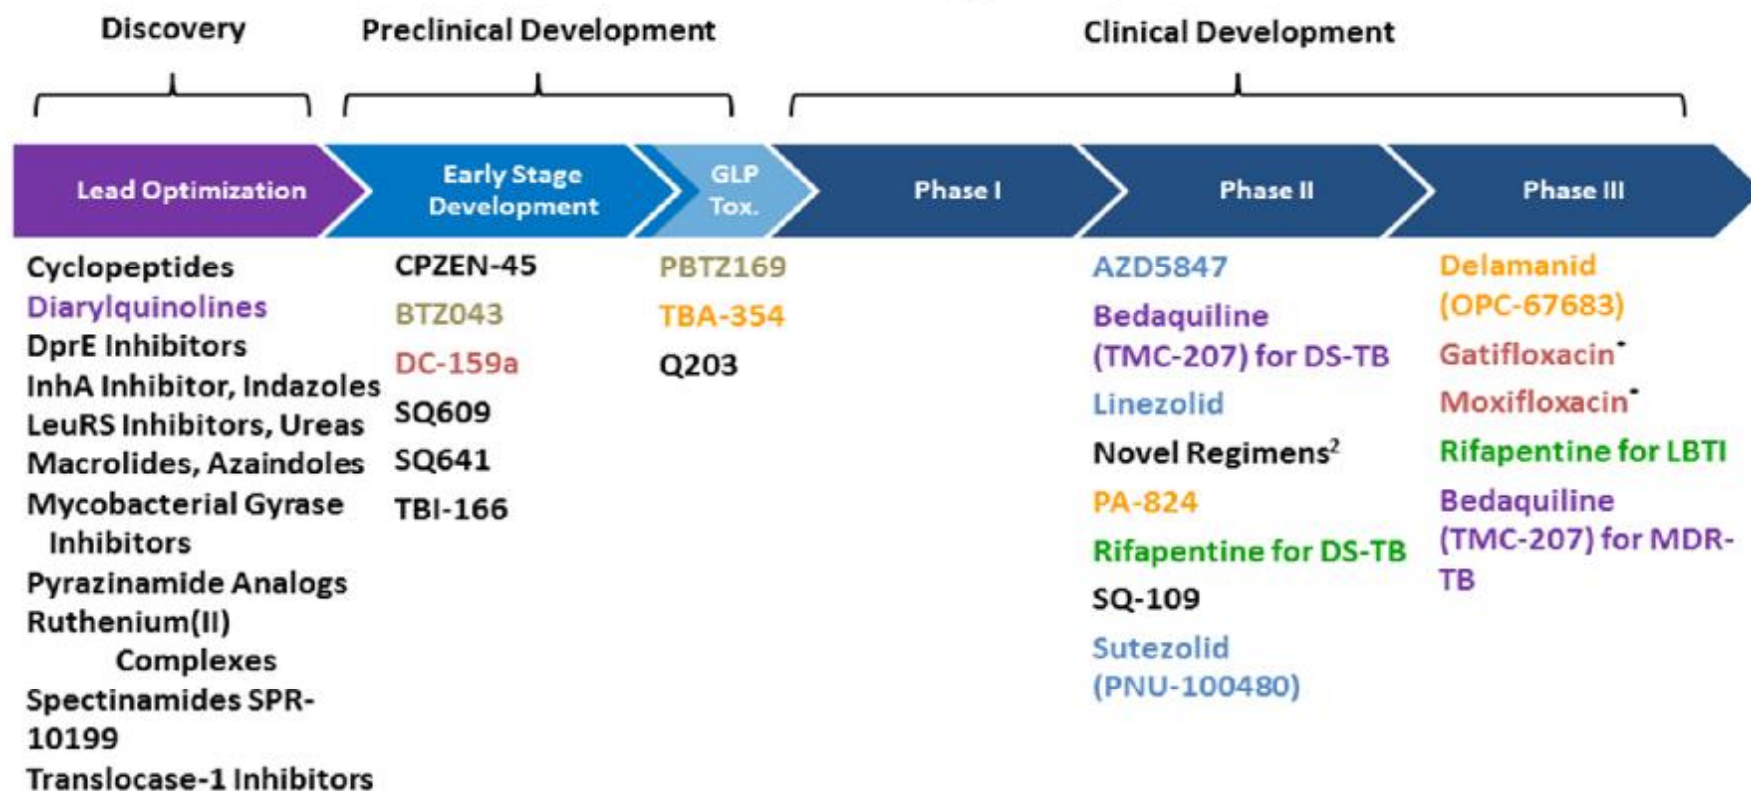 Discovery
Preclinical Development
Clinical Development
Lead Optimization
Early Stage
Development
GLP
Tox.
Phase I
Phase II
Phase III
Cyclopeptides
Diarylquinolines
DprE Inhibitors
InhA Inhibitor, Indazoles
LeuRS Inhibitors, Ureas
Macrolides, Azaindoles
Mycobacterial Gyrase
Inhibitors
Pyrazinamide Analogs
Ruthenium(II)
Complexes
Spectinamides SPR-
10199
Translocase-1 Inhibitors
CPZEN-45
BTZ043
DC-159a
SQ609
SQ641
TBI-166
PBTZ169
TBA-354
Q203
AZD5847
Bedaquiline
(TMC-207) for DS-TB
Linezolid
Novel Regimens²
PA-824
Rifapentine for DS-TB
SQ-109
Sutezolid
(PNU-100480)
Delamanid
(OPC-67683)
Gatifloxacin*
Moxifloxacin*
Rifapentine for LBTI
Bedaquiline
(TMC-207) for MDR-
TB